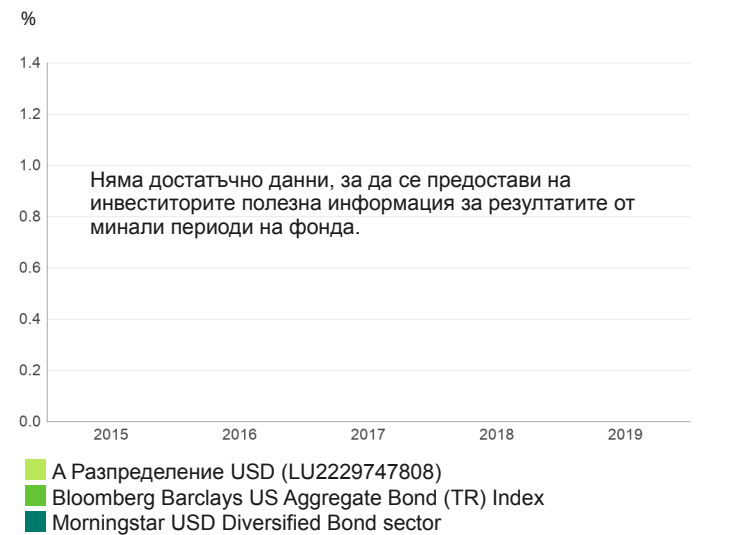 %
1.4
1.2
1.0
Няма достатъчно данни, за да се предостави на
инвеститорите полезна информация за резултатите от
минали периоди на фонда.
0.8
0.6
0.4
0.2
0.0
2015 2016 2017 2018 2019
А Разпределение USD (LU2229747808)
Bloomberg Barclays US Aggregate Bond (TR) Index
Morningstar USD Diversified Bond sector